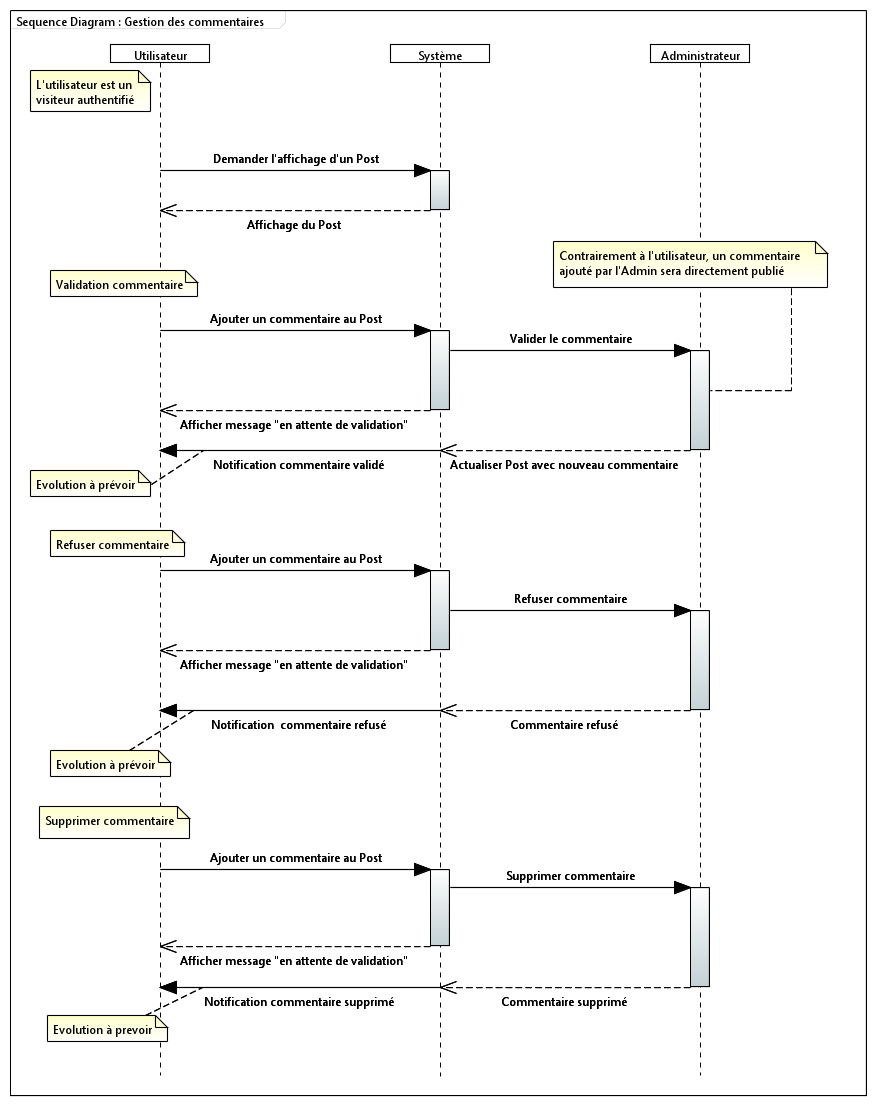 Sequence Diagram : Gestion des commentaires
Utilisateur
Système
Administrateur
L'utilisateur est un
visiteur authentifié
Demander l'affichage d'un Post
Affichage du Post
Contrairement à l'utilisateur, un commentaire
ajouté par l'Admin sera directement publié
Validation commentaire
Ajouter un commentaire au Post
Valider le commentaire
Afficher message "en attente de validation"
Notification commentaire validé
Actualiser Post avec nouveau commentaire
Evolution à prévoir
Refuser commentaire
Ajouter un commentaire au Post
Refuser commentaire
Afficher message "en attente de validation"
Notification  commentaire refusé
Commentaire refusé
Evolution à prévoir
Supprimer commentaire
Ajouter un commentaire au Post
Supprimer commentaire
Afficher message "en attente de validation"
Notification commentaire supprimé
Commentaire supprimé
Evolution à prevoir